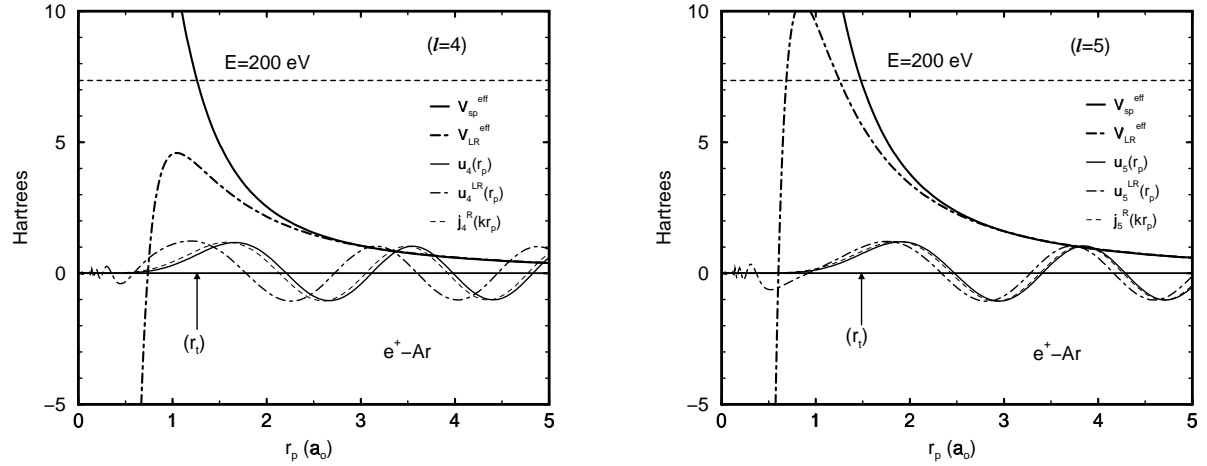 10
5
0
−5
Hartrees
(l=4)
E=200 eV
V_sp^eff
V_LR^eff
u_4(r_p)
u_4^LR(r_p)
j_4^R(kr_p)
(r_t)
e^+−Ar
0 1 2 3 4 5
r_p (a_o)
10
5
0
−5
Hartrees
(l=5)
E=200 eV
V_sp^eff
V_LR^eff
u_5(r_p)
u_5^LR(r_p)
j_5^R(kr_p)
(r_t)
e^+−Ar
0 1 2 3 4 5
r_p (a_o)